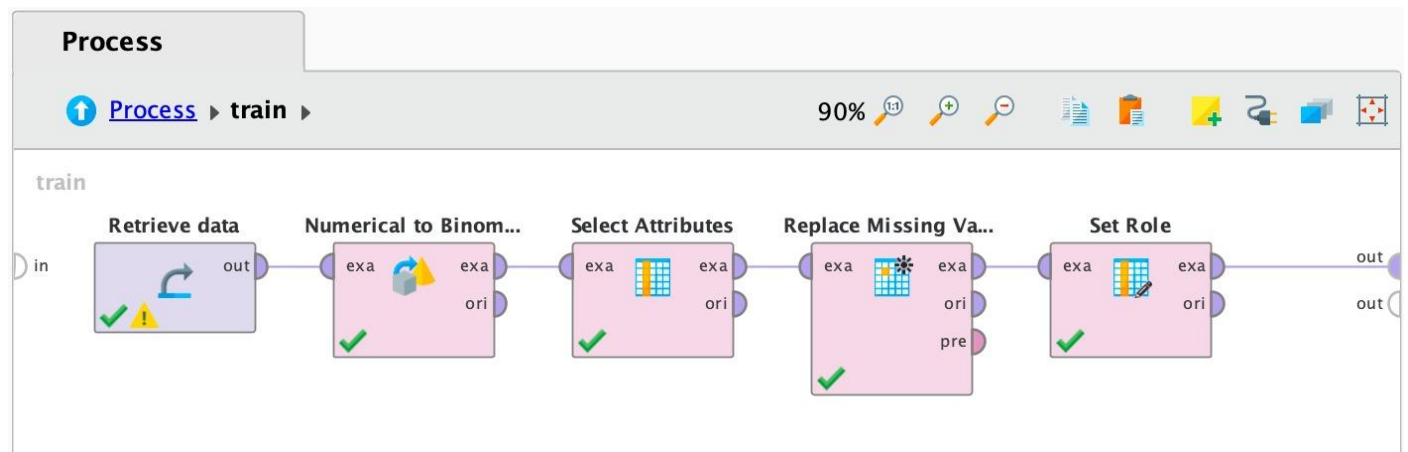 Process
Process train
90%
train
Retrieve data
Numerical to Binom...
Select Attributes
Replace Missing Va...
Set Role
in
out
exa
exa
ori
exa
exa
ori
exa
exa
ori
pre
exa
exa
ori
out
out